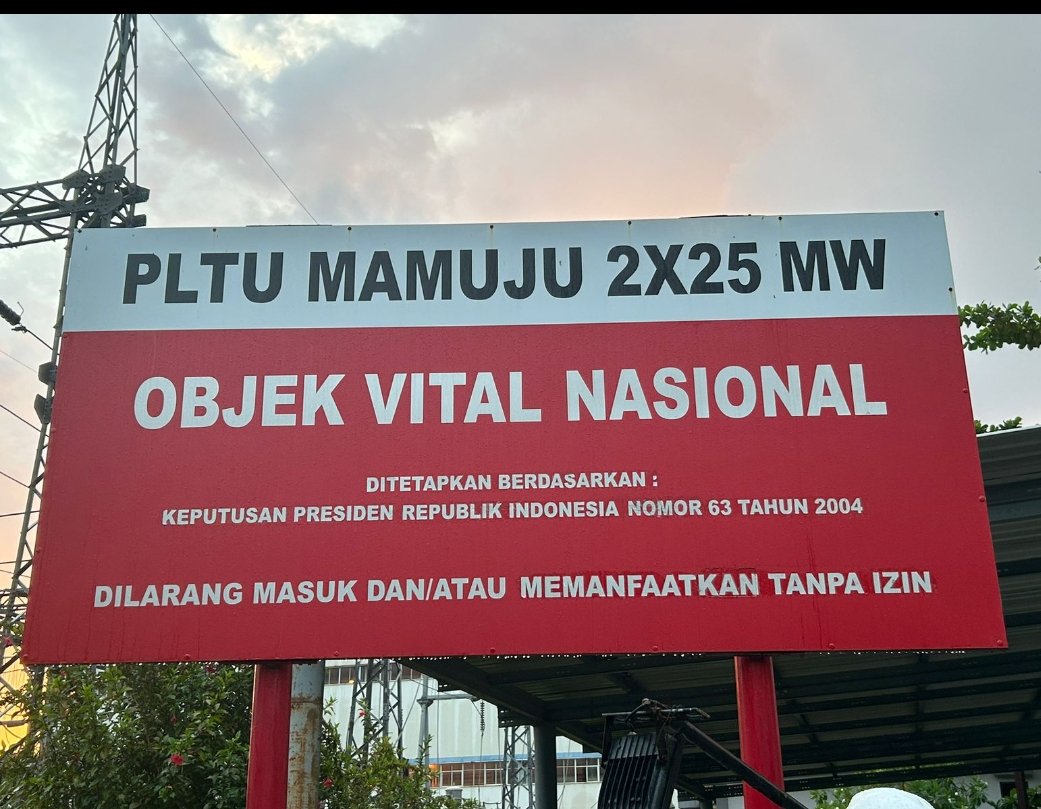 PLTU MAMUJU 2X25 MW
OBJEK VITAL NASIONAL
DITETAPKAN BERDASARKAN :
KEPUTUSAN PRESIDEN REPUBLIK INDONESIA NOMOR 63 TAHUN 2004
DILARANG MASUK DAN/ATAU MEMANFAATKAN TANPA IZIN